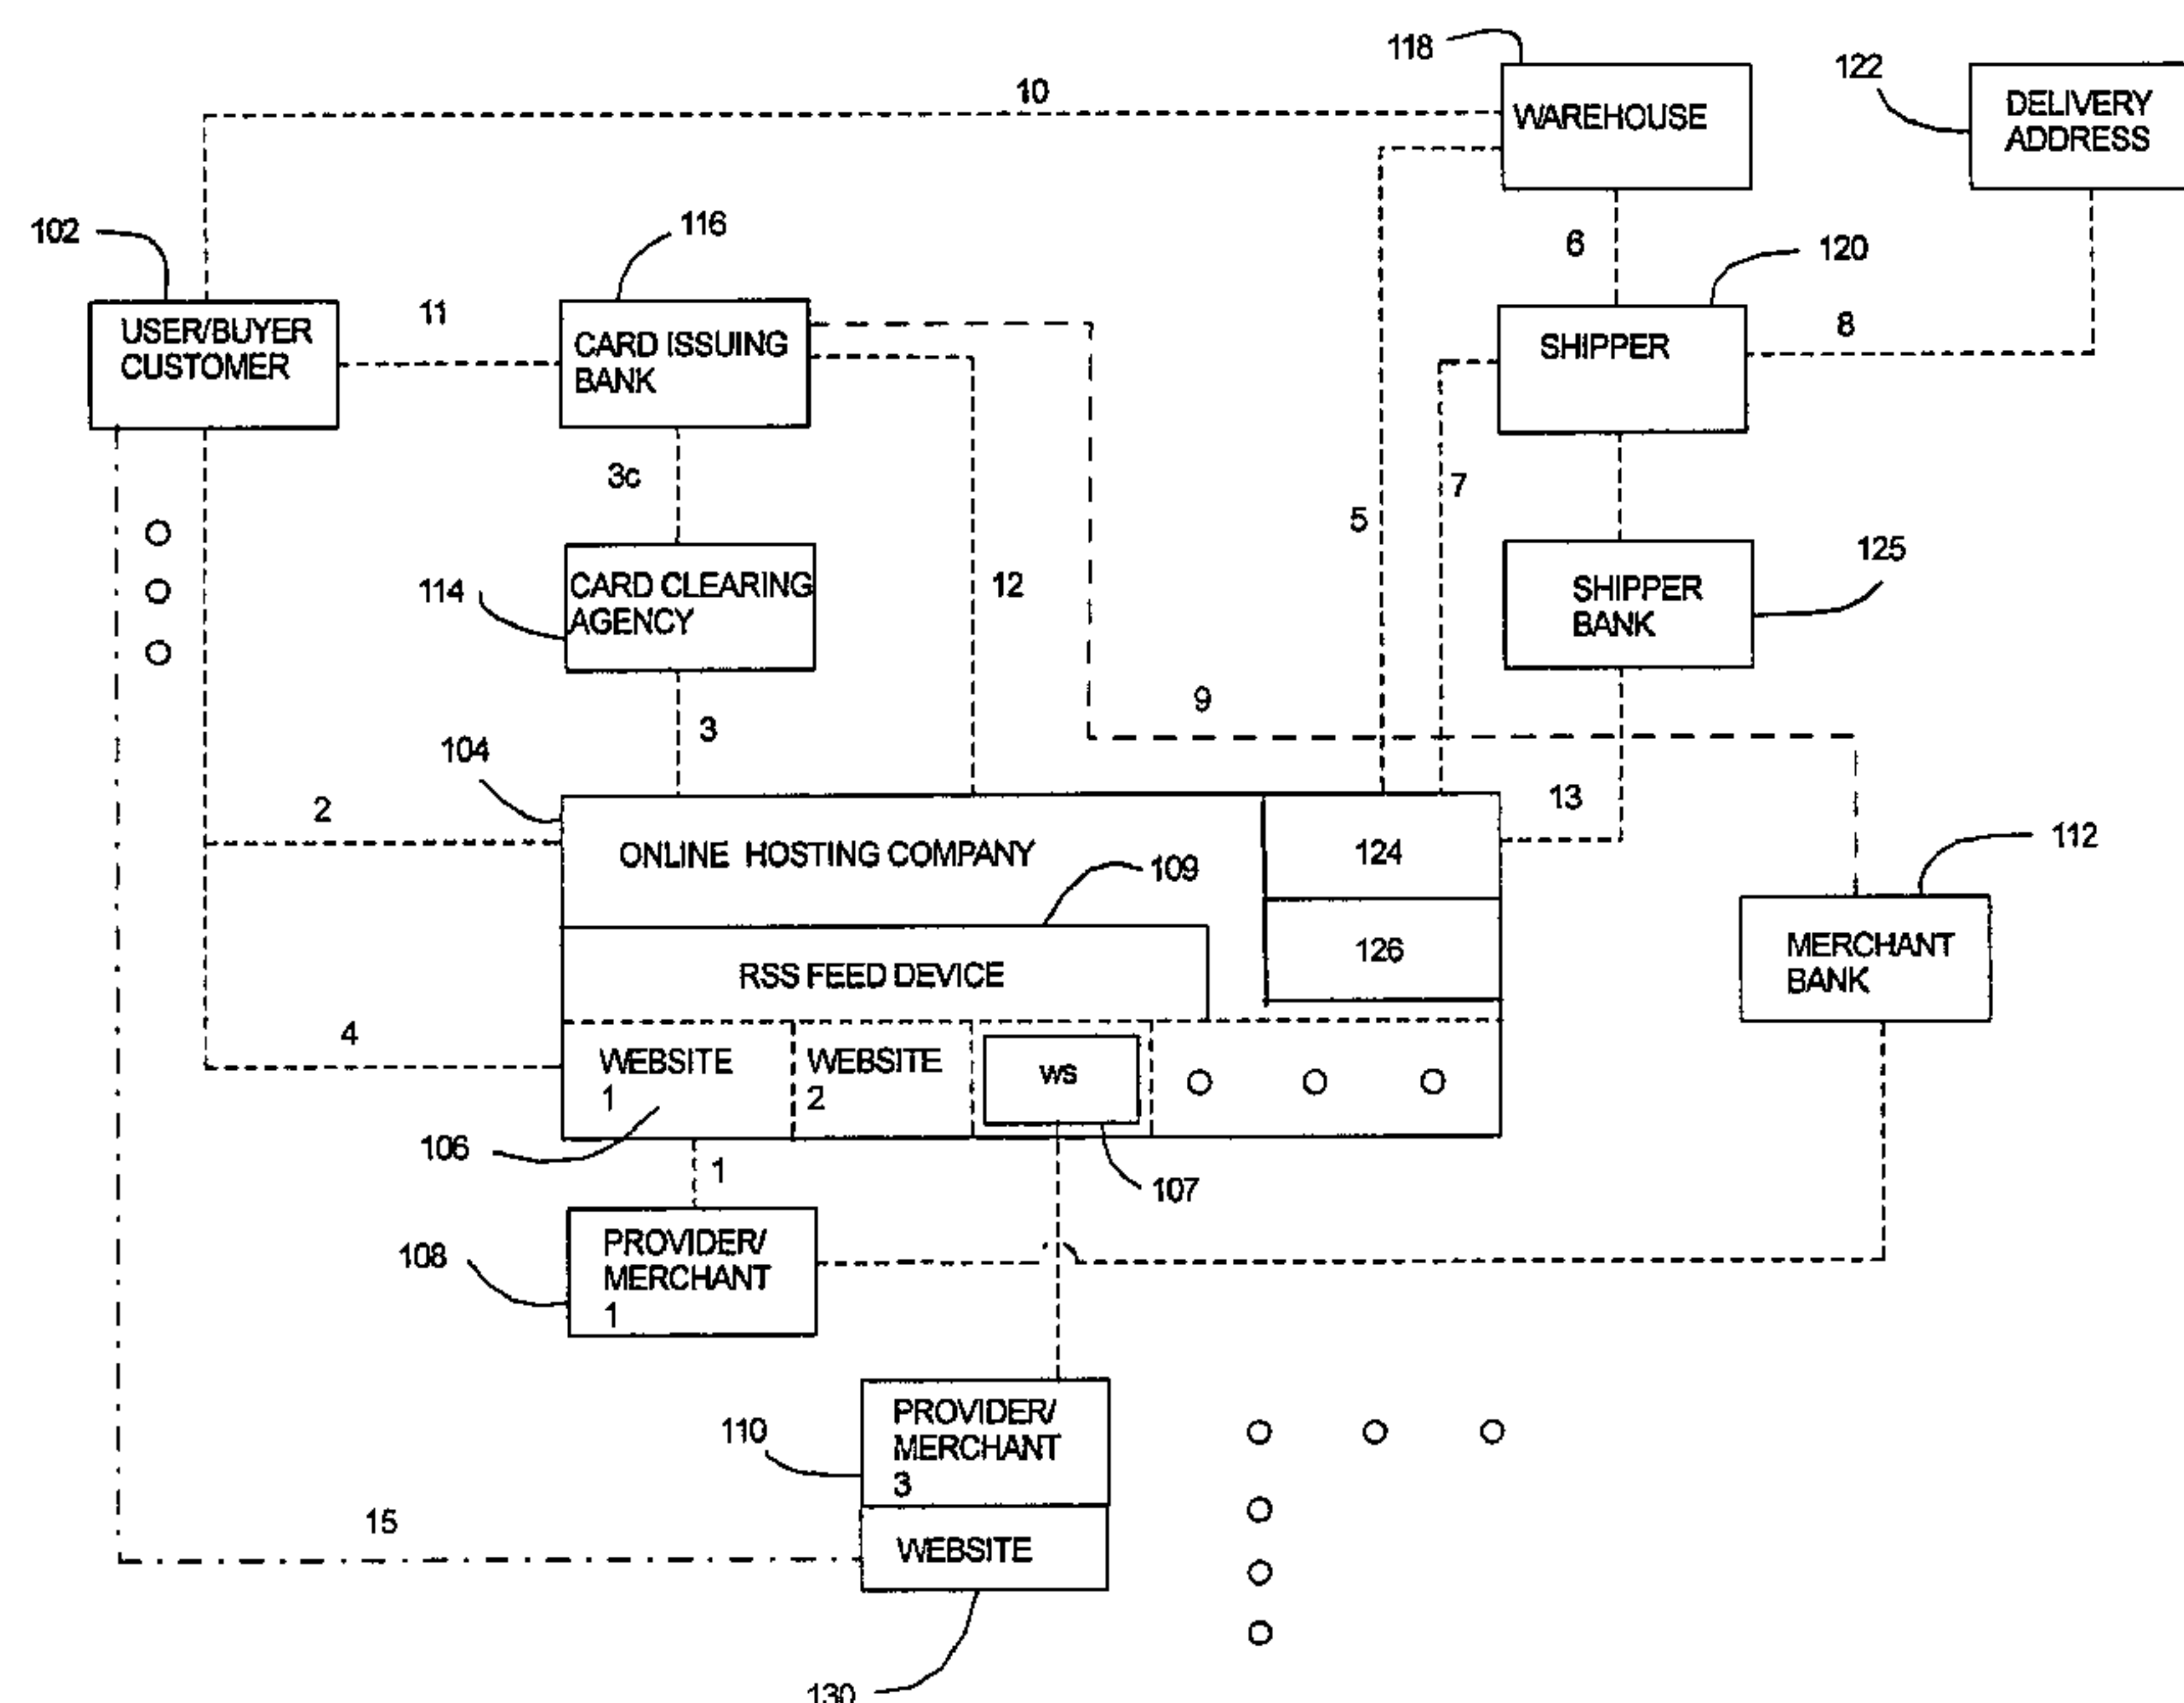 118
122
10
WAREHOUSE
DELIVERY
ADDRESS
102
116
6
120
11
USER/BUYER
CUSTOMER
CARD ISSUING
BANK
SHIPPER
8
3c
7
5
125
114
CARD CLEARING
AGENCY
12
SHIPPER
BANK
9
3
104
2
13
ONLINE HOSTING COMPANY
124
112
109
126
RSS FEED DEVICE
MERCHANT
BANK
4
WEBSITE
1
WEBSITE
2
WS
106
1
107
108
PROVIDER/
MERCHANT
1
110
PROVIDER/
MERCHANT
3
15
WEBSITE
130